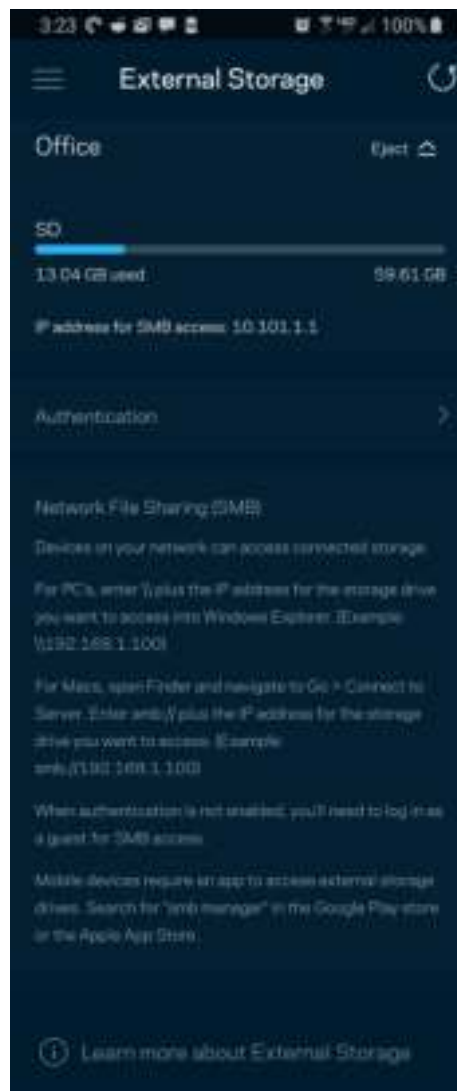 3:23
100%
External Storage
Office
Eject
SD
13.04 GB used
59.61 GB
IP address for SMB access: 10.101.1.1
Authentication
Network File Sharing (SMB)
Devices on your network can access connected storage.
For PC's, enter \\ plus the IP address for the storage drive
you want to access into Windows Explorer. (Example:
\\192.168.1.100)
For Macs, open Finder and navigate to Go > Connect to
Server. Enter smb:// plus the IP address for the storage
drive you want to access. (Example:
smb://192.168.1.100)
When authentication is not enabled, you'll need to log in as
a guest for SMB access.
Mobile devices require an app to access external storage
drives. Search for "smb manager" in the Google Play store
or the Apple App Store.
Learn more about External Storage